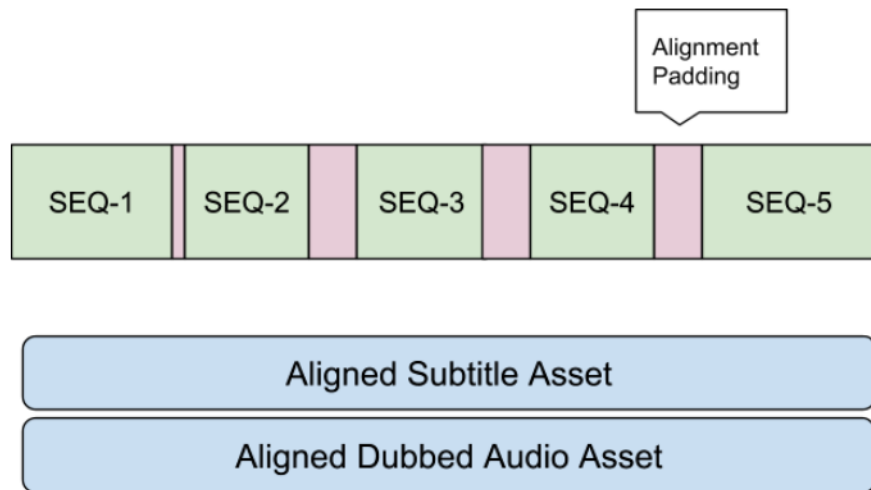 Alignment
Padding
SEQ-1 SEQ-2 SEQ-3 SEQ-4 SEQ-5
Aligned Subtitle Asset
Aligned Dubbed Audio Asset